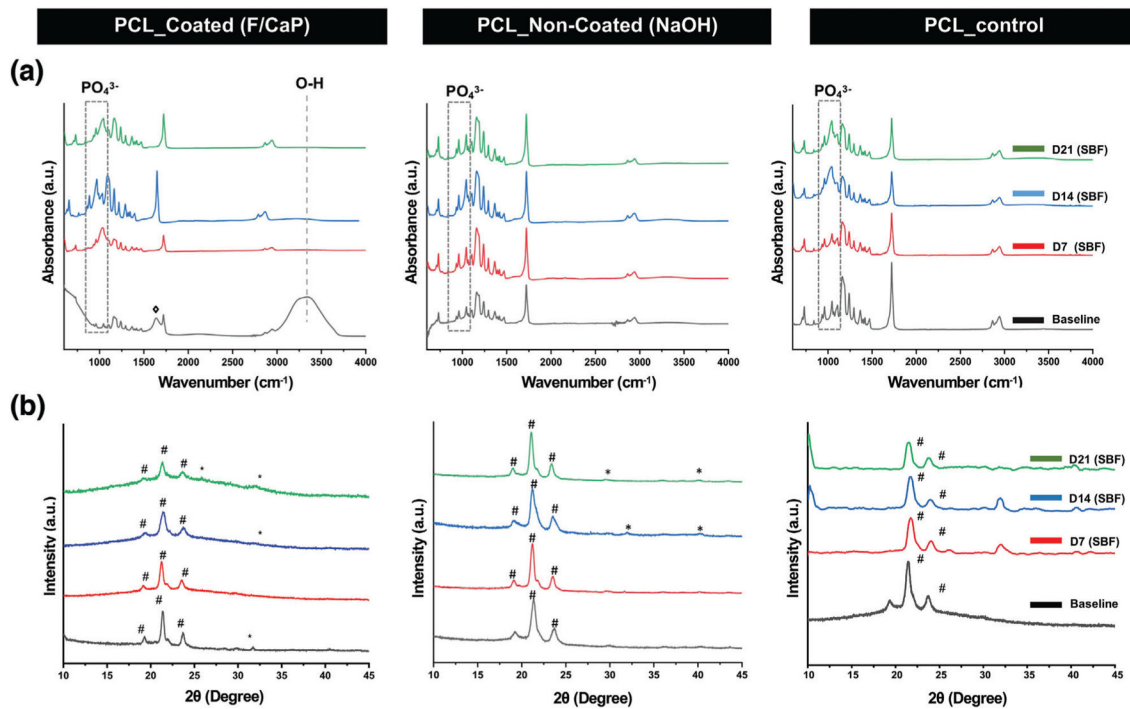 PCL_Coated (F/CaP)
PCL_Non-Coated (NaOH)
PCL_control
(a)
PO₄³⁻
O-H
◊
Absorbance (a.u.)
1000 1500 2000 2500 3000 3500 4000
Wavenumber (cm⁻¹)
PO₄³⁻
Absorbance (a.u.)
1000 1500 2000 2500 3000 3500 4000
Wavenumber (cm⁻¹)
PO₄³⁻
D21 (SBF)
D14 (SBF)
D7 (SBF)
Baseline
Absorbance (a.u.)
1000 1500 2000 2500 3000 3500 4000
Wavenumber (cm⁻¹)
(b)
# # # * *
# # # *
# # #
# # # *
Intensity (a.u.)
10 15 20 25 30 35 40 45
2θ (Degree)
# # # * *
# # # * *
# # #
# #
Intensity (a.u.)
10 15 20 25 30 35 40 45
2θ (Degree)
# #
# #
# #
# #
D21 (SBF)
D14 (SBF)
D7 (SBF)
Baseline
Intensity (a.u.)
10 15 20 25 30 35 40 45
2θ (Degree)